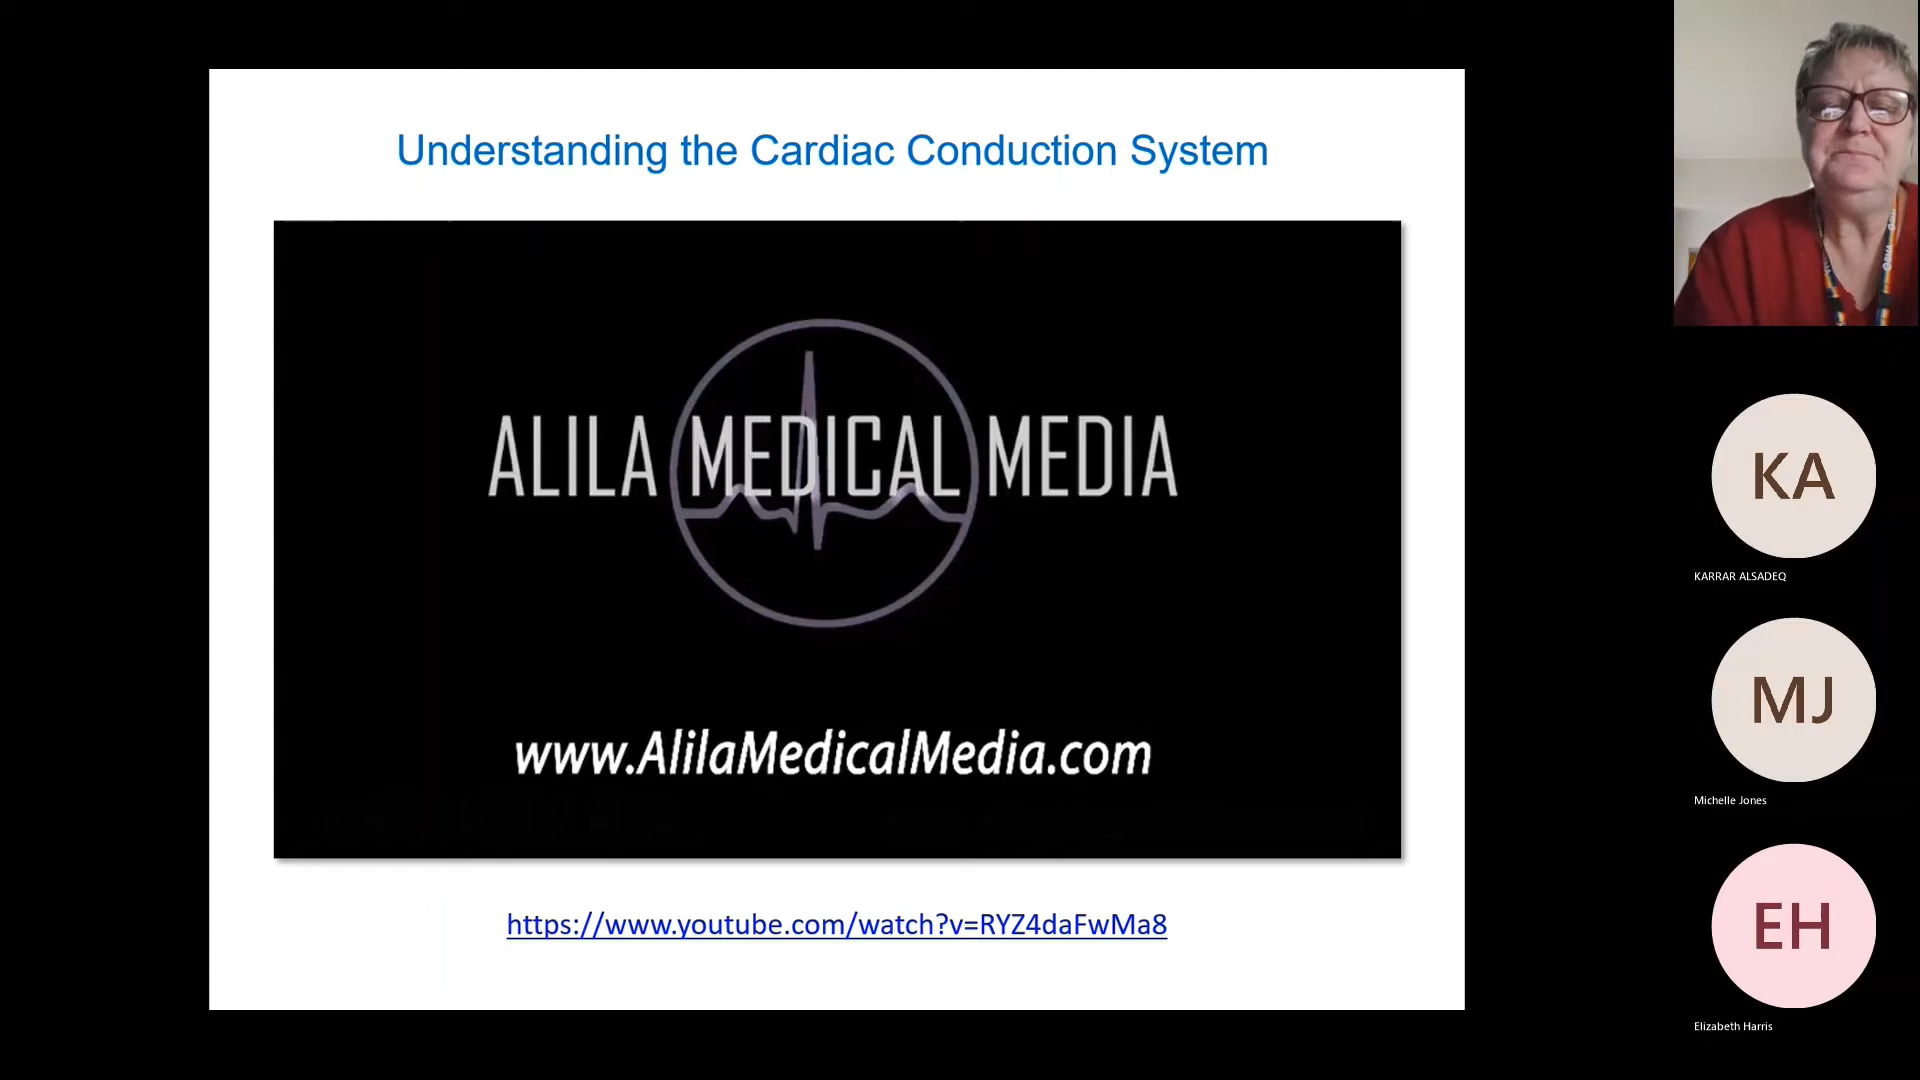 Understanding the Cardiac Conduction System
ALILA MEDICAL MEDIA
www.AlilaMedicalMedia.com
https://www.youtube.com/watch?v=RYZ4daFwMa8
KA
KARRAR ALSADEQ
MJ
Michelle Jones
EH
Elizabeth Harris